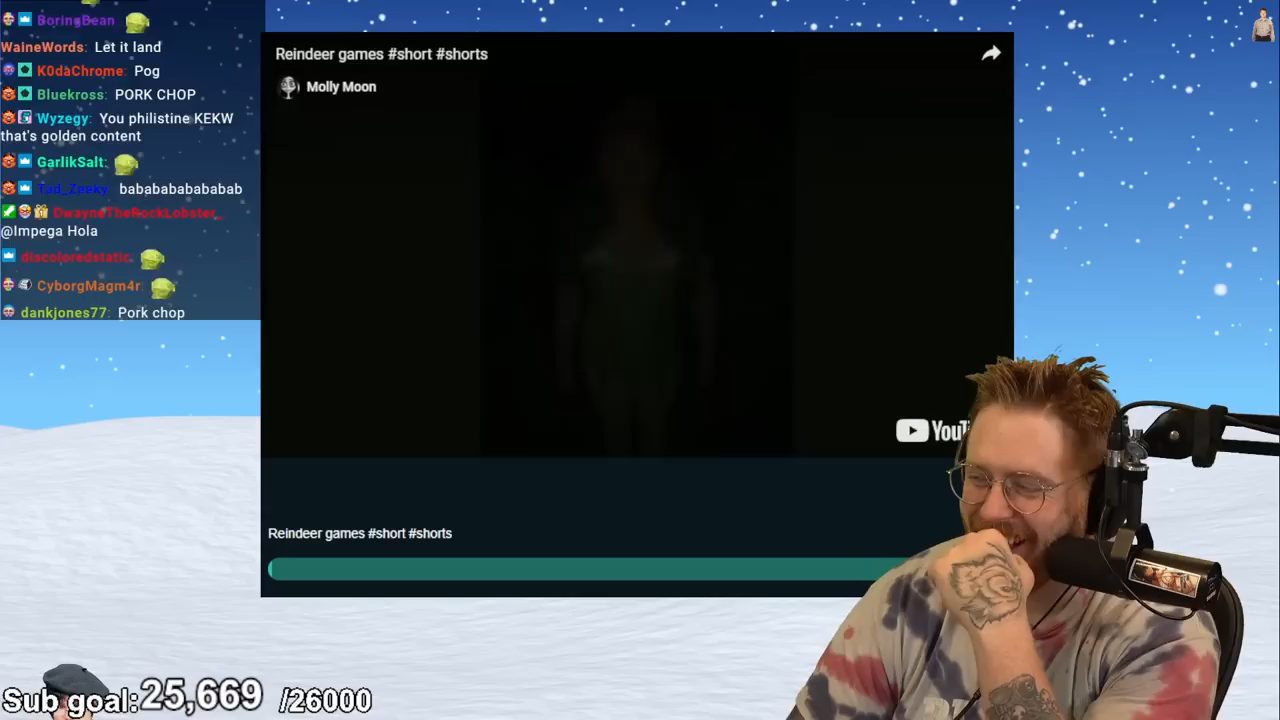 BoringBean
WaineWords: Let it land
K0daChrome: Pog
Bluekross: PORK CHOP
Wyzegy: You philistine KEKW
that's golden content
GarlikSalt:
Tad_Zeeky: babababababab
DwayneTheRockLobster_
@Impega Hola
discoloredstatic:
CyborgMagm4r:
dankjones77: Pork chop
Reindeer games #short #shorts
Molly Moon
YouT
Reindeer games #short #shorts
Sub goal: 25,669 /26000